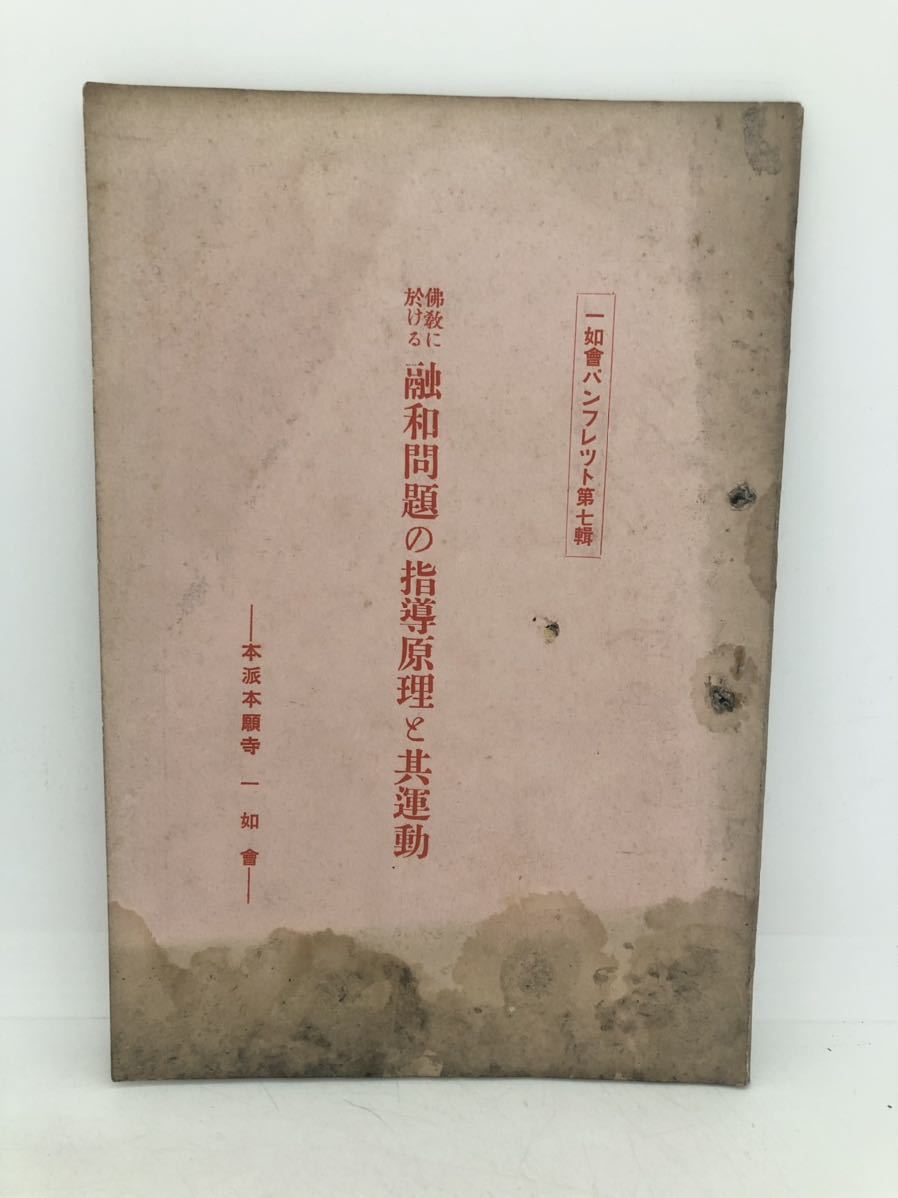 一如會パンフレツト第七輯
佛教に
於ける
融和問題の指導原理と其運動
―本派本願寺 一如會―